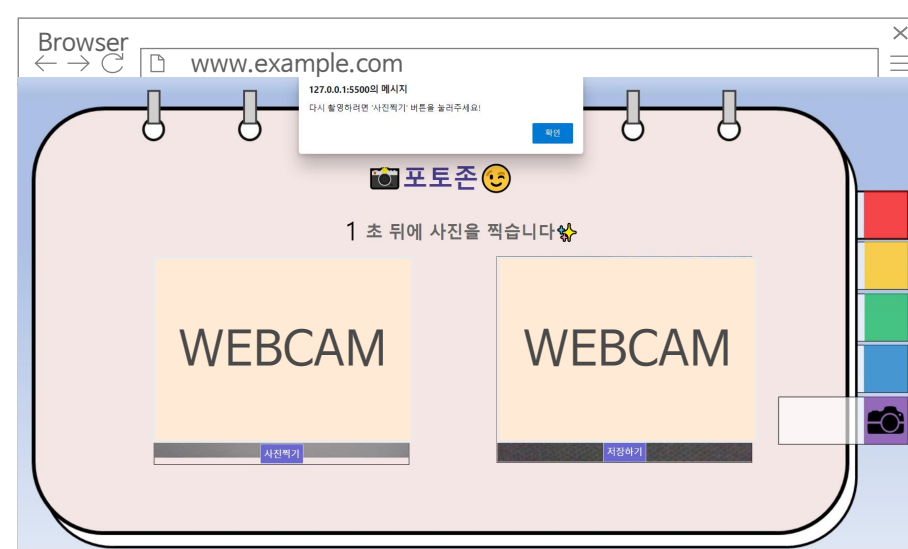 Browser
www.example.com
127.0.0.1:5500의 메시지
다시 촬영하려면 '사진찍기' 버튼을 눌러주세요!
확인
포토존
1 초 뒤에 사진을 찍습니다
WEBCAM
WEBCAM
사진찍기
저장하기